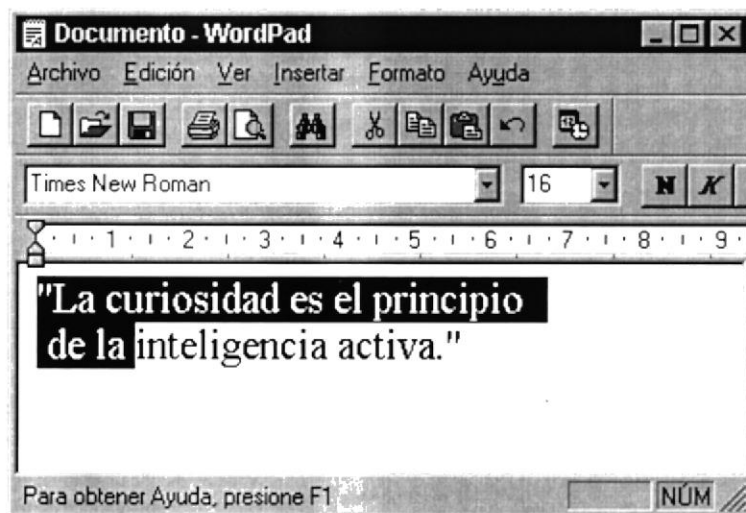 Documento - WordPad
Archivo Edición Ver Insertar Formato Ayuda
Times New Roman 16 N K
1 2 3 4 5 6 7 8 9
"La curiosidad es el principio
de la inteligencia activa."
Para obtener Ayuda, presione F1 NÚM